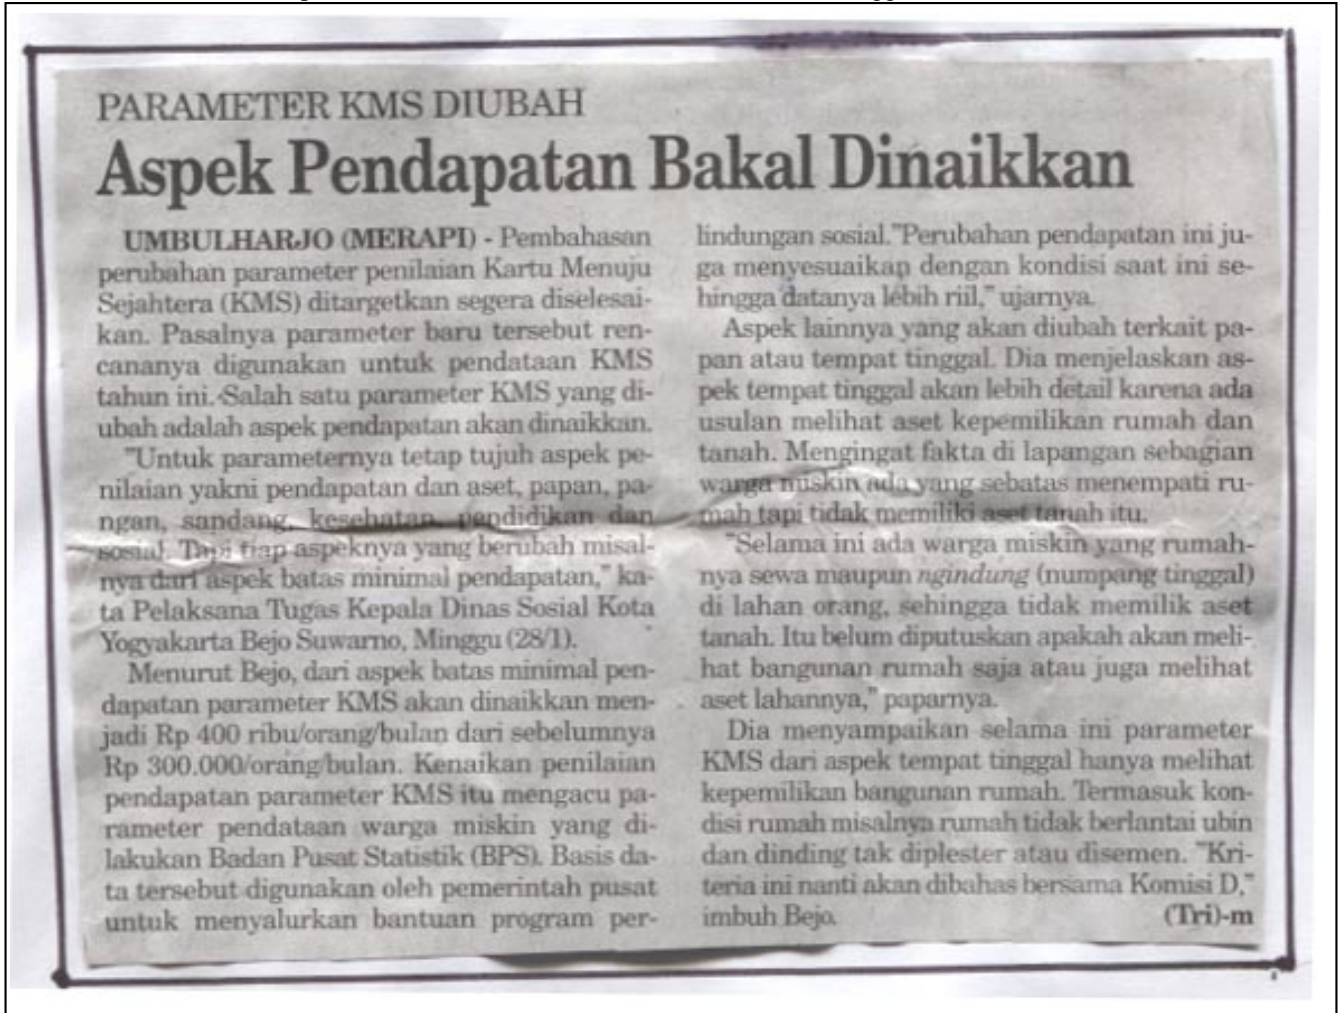 PARAMETER KMS DIUBAH
Aspek Pendapatan Bakal Dinaikkan
UMBULHARJO (MERAPI) - Pembahasan
perubahan parameter penilaian Kartu Menuju
Sejahtera (KMS) ditargetkan segera diselesai-
kan. Pasalnya parameter baru tersebut ren-
cananya digunakan untuk pendataan KMS
tahun ini. Salah satu parameter KMS yang di-
ubah adalah aspek pendapatan akan dinaikkan.
"Untuk parameternya tetap tujuh aspek pe-
nilaian yakni pendapatan dan aset, papan, pa-
ngan, sandang, kesehatan, pendidikan dan
sosial. Tapi tiap aspeknya yang berubah misal-
nya dari aspek batas minimal pendapatan," ka-
ta Pelaksana Tugas Kepala Dinas Sosial Kota
Yogyakarta Bejo Suwarno, Minggu (28/1).
Menurut Bejo, dari aspek batas minimal pen-
dapatan parameter KMS akan dinaikkan men-
jadi Rp 400 ribu/orang/bulan dari sebelumnya
Rp 300.000/orang/bulan. Kenaikan penilaian
pendapatan parameter KMS itu mengacu pa-
rameter pendataan warga miskin yang di-
lakukan Badan Pusat Statistik (BPS). Basis da-
ta tersebut digunakan oleh pemerintah pusat
untuk menyalurkan bantuan program per-
lindungan sosial."Perubahan pendapatan ini ju-
ga menyesuaikan dengan kondisi saat ini se-
hingga datanya lebih riil," ujarnya.
Aspek lainnya yang akan diubah terkait pa-
pan atau tempat tinggal. Dia menjelaskan as-
pek tempat tinggal akan lebih detail karena ada
usulan melihat aset kepemilikan rumah dan
tanah. Mengingat fakta di lapangan sebagian
warga miskin ada yang sebatas menempati ru-
mah tapi tidak memiliki aset tanah itu.
"Selama ini ada warga miskin yang rumah-
nya sewa maupun ngindung (numpang tinggal)
di lahan orang, sehingga tidak memilik aset
tanah. Itu belum diputuskan apakah akan meli-
hat bangunan rumah saja atau juga melihat
aset lahannya," paparnya.
Dia menyampaikan selama ini parameter
KMS dari aspek tempat tinggal hanya melihat
kepemilikan bangunan rumah. Termasuk kon-
disi rumah misalnya rumah tidak berlantai ubin
dan dinding tak diplester atau disemen. "Kri-
teria ini nanti akan dibahas bersama Komisi D,"
imbuh Bejo. (Tri)-m